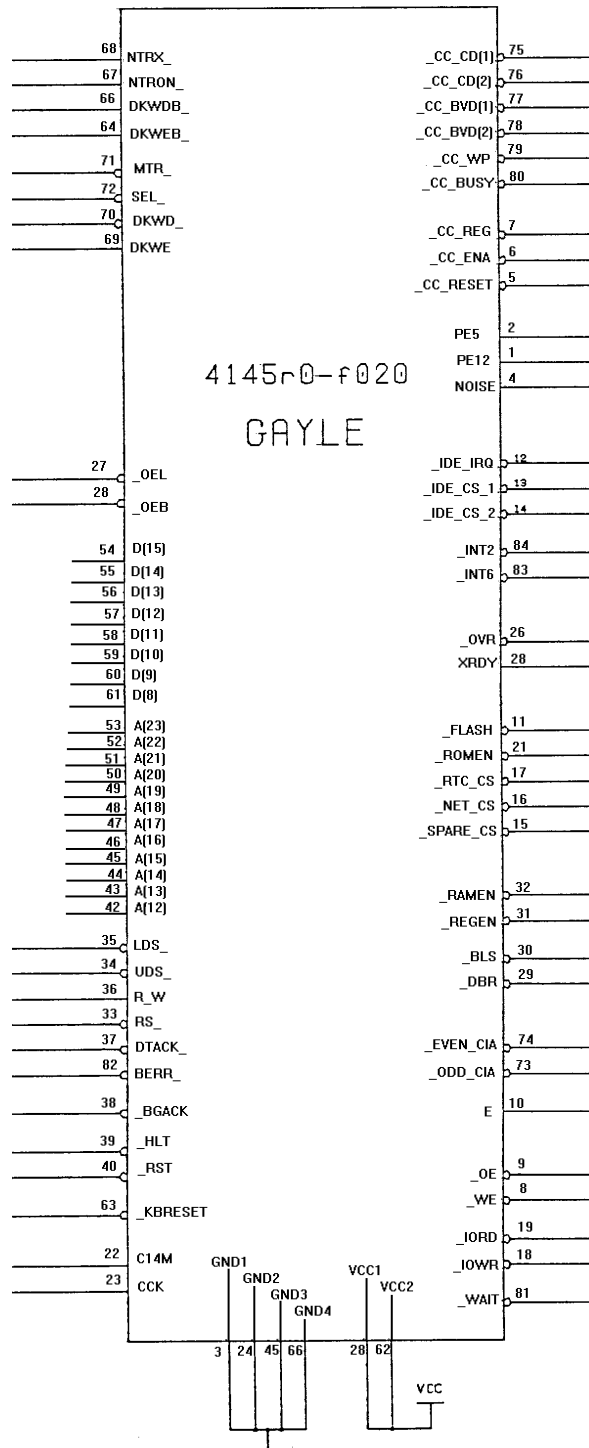 68 NTRX_
67 NTRON_
66 DKWDB_
64 DKWEB_
71 MTR_
72 SEL_
70 DKWD_
69 DKWE
27 _OEL
28 _OEB
54 D[15]
55 D[14]
56 D[13]
57 D[12]
58 D[11]
59 D[10]
60 D[9]
61 D[8]
53 A[23]
52 A[22]
51 A[21]
50 A[20]
49 A[19]
48 A[18]
47 A[17]
46 A[16]
45 A[15]
44 A[14]
43 A[13]
42 A[12]
35 LDS_
34 UDS_
36 R_W
33 RS_
37 DTACK_
82 BERR_
38 _BGACK
39 _HLT
40 _RST
63 _KBRESET
22 C14M
23 CCK
4145r0-f020
GAYLE
_CC_CD[1] 75
_CC_CD[2] 76
_CC_BVD[1] 77
_CC_BVD[2] 78
_CC_WP 79
_CC_BUSY 80
_CC_REG 7
_CC_ENA 6
_CC_RESET 5
PE5 2
PE12 1
NOISE 4
_IDE_IRQ 12
_IDE_CS_1 13
_IDE_CS_2 14
_INT2 84
_INT6 83
_OVR 26
XRDY 28
_FLASH 11
_ROMEN 21
_RTC_CS 17
_NET_CS 16
_SPARE_CS 15
_RAMEN 32
_REGEN 31
_BLS 30
_DBR 29
_EVEN_CIA 74
_ODD_CIA 73
E 10
_OE 9
_WE 8
_IORD 19
_IOWR 18
_WAIT 81
GND1 GND2 GND3 GND4 VCC1 VCC2
3 24 45 66 28 62
VCC